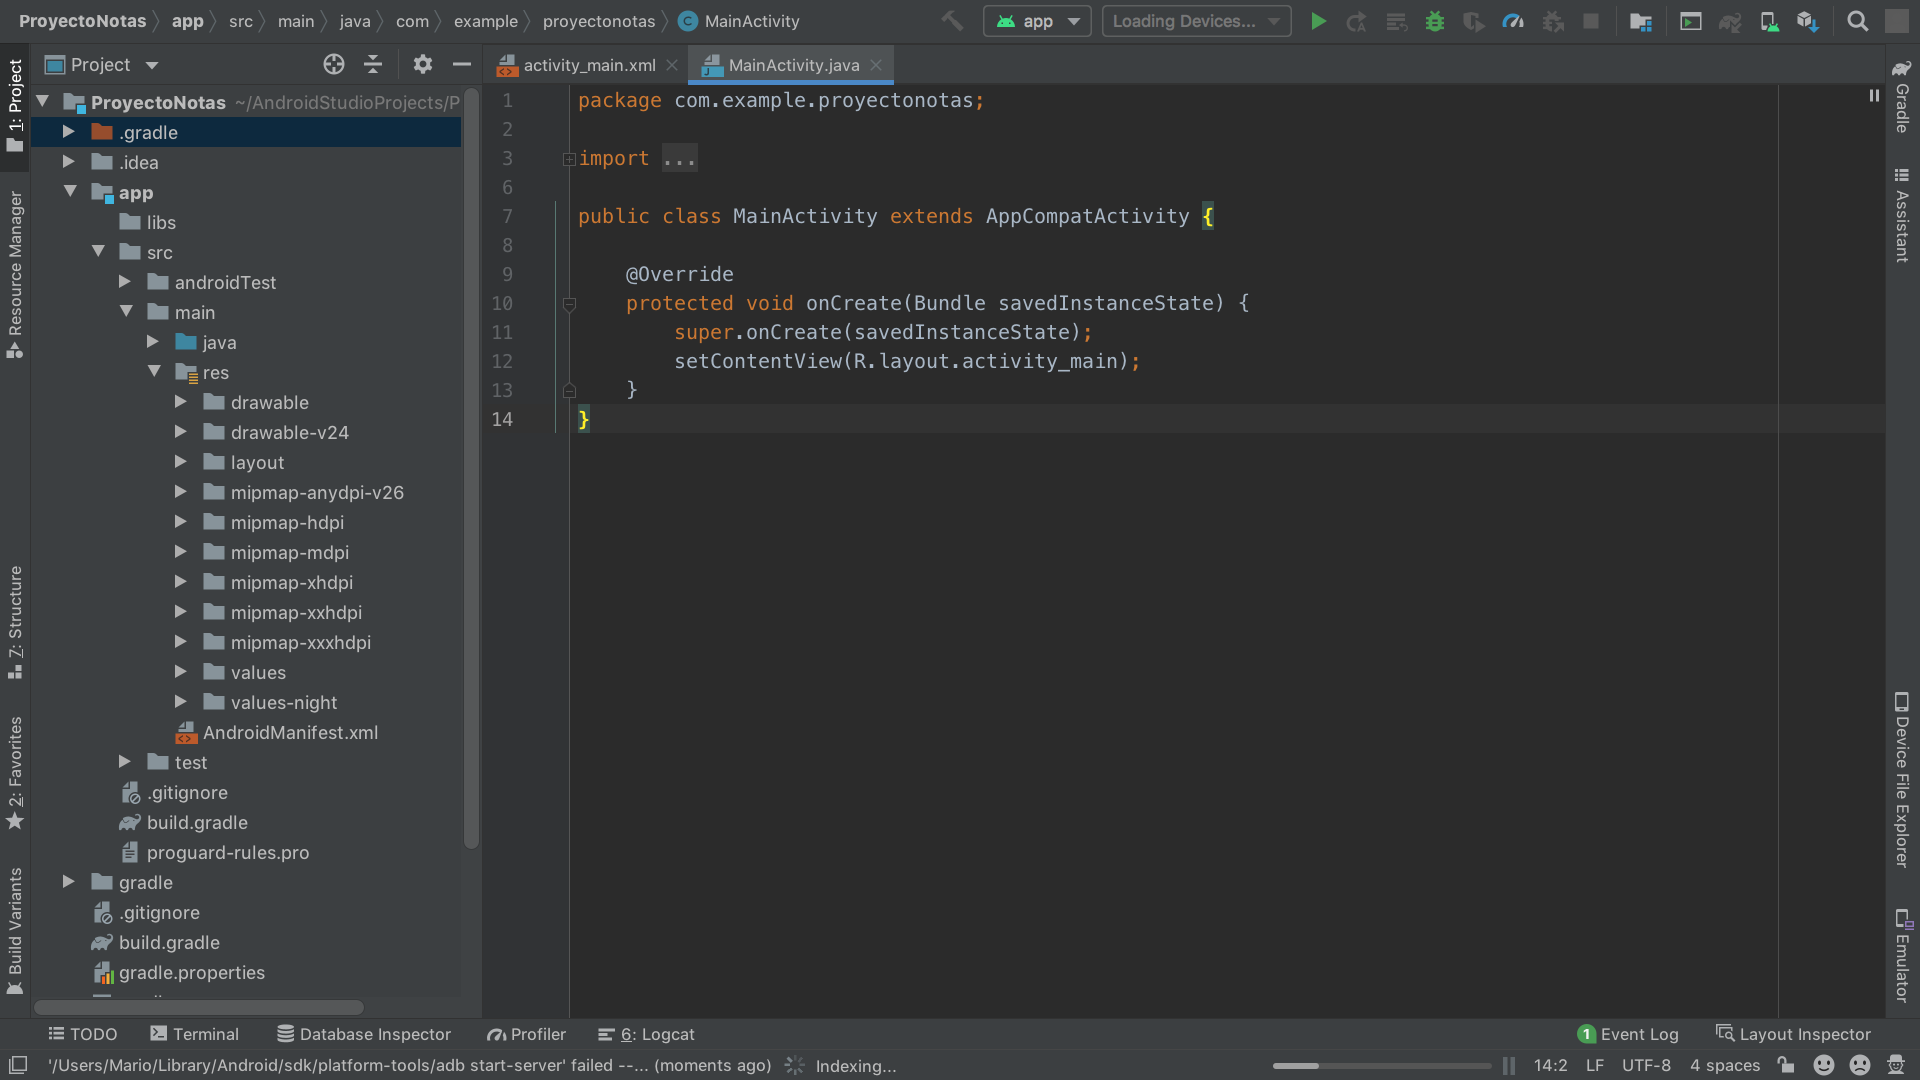 ProyectoNotas app src main java com example proyectonotas MainActivity
app
Loading Devices...
Project
activity_main.xml
MainActivity.java
1: Project
Resource Manager
7: Structure
2: Favorites
Build Variants
ProyectoNotas ~/AndroidStudioProjects/P
.gradle
.idea
app
libs
src
androidTest
main
java
res
drawable
drawable-v24
layout
mipmap-anydpi-v26
mipmap-hdpi
mipmap-mdpi
mipmap-xhdpi
mipmap-xxhdpi
mipmap-xxxhdpi
values
values-night
AndroidManifest.xml
test
.gitignore
build.gradle
proguard-rules.pro
gradle
.gitignore
build.gradle
gradle.properties
1 package com.example.proyectonotas;
2
3 import ...
6
7 public class MainActivity extends AppCompatActivity {
8
9 @Override
10 protected void onCreate(Bundle savedInstanceState) {
11 super.onCreate(savedInstanceState);
12 setContentView(R.layout.activity_main);
13 }
14 }
Gradle
Assistant
Device File Explorer
Emulator
TODO Terminal Database Inspector Profiler 6: Logcat 1 Event Log Layout Inspector
'/Users/Mario/Library/Android/sdk/platform-tools/adb start-server' failed --... (moments ago) Indexing... 14:2 LF UTF-8 4 spaces